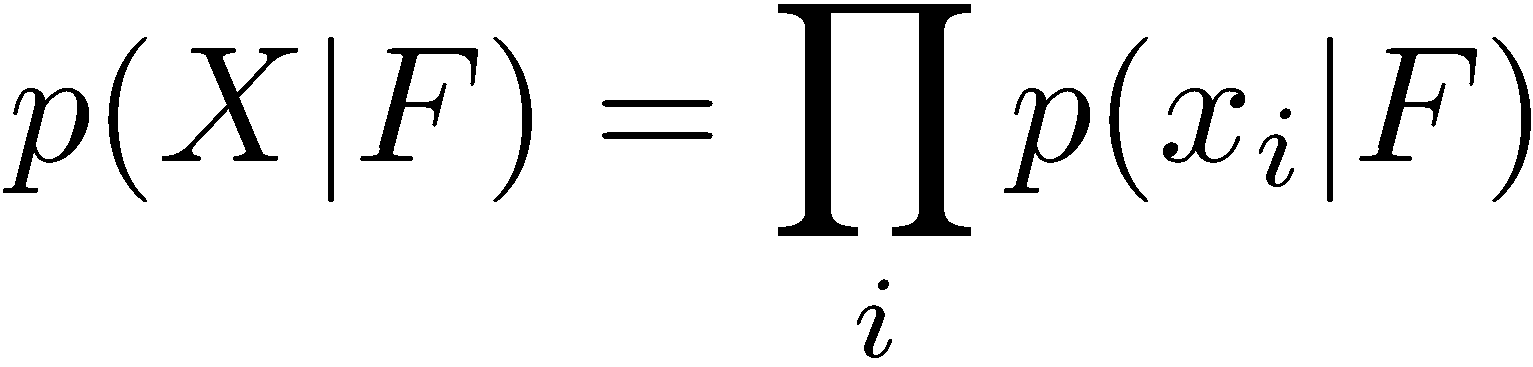 p(X|F) = ∏_i p(x_i|F)